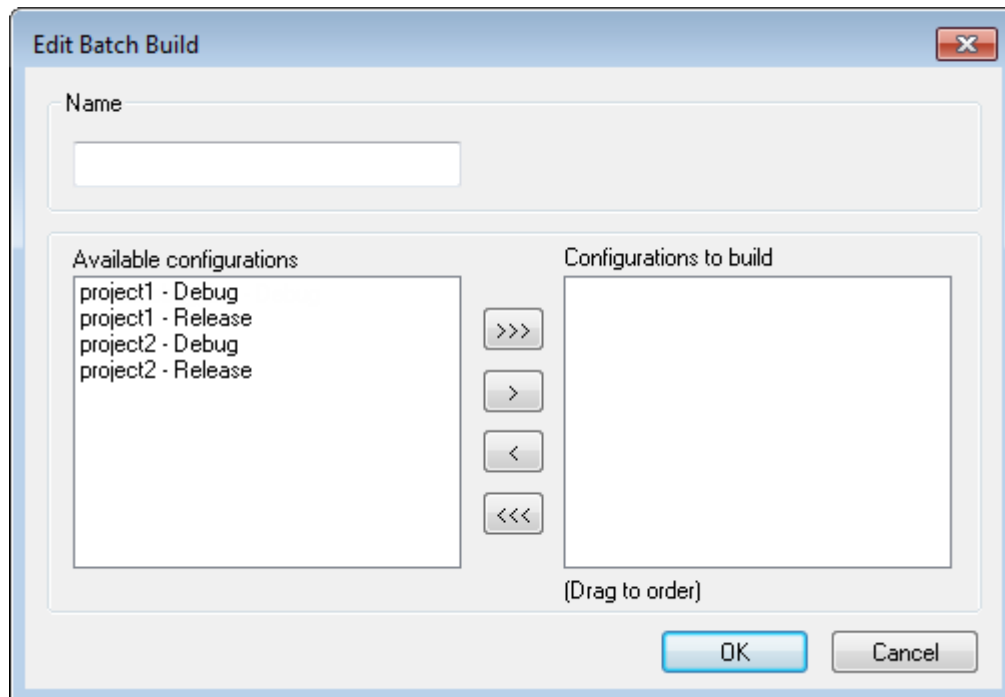 Edit Batch Build
Name
Available configurations
project1 - Debug
project1 - Release
project2 - Debug
project2 - Release
>>>
>
<
<<<
Configurations to build
(Drag to order)
OK
Cancel